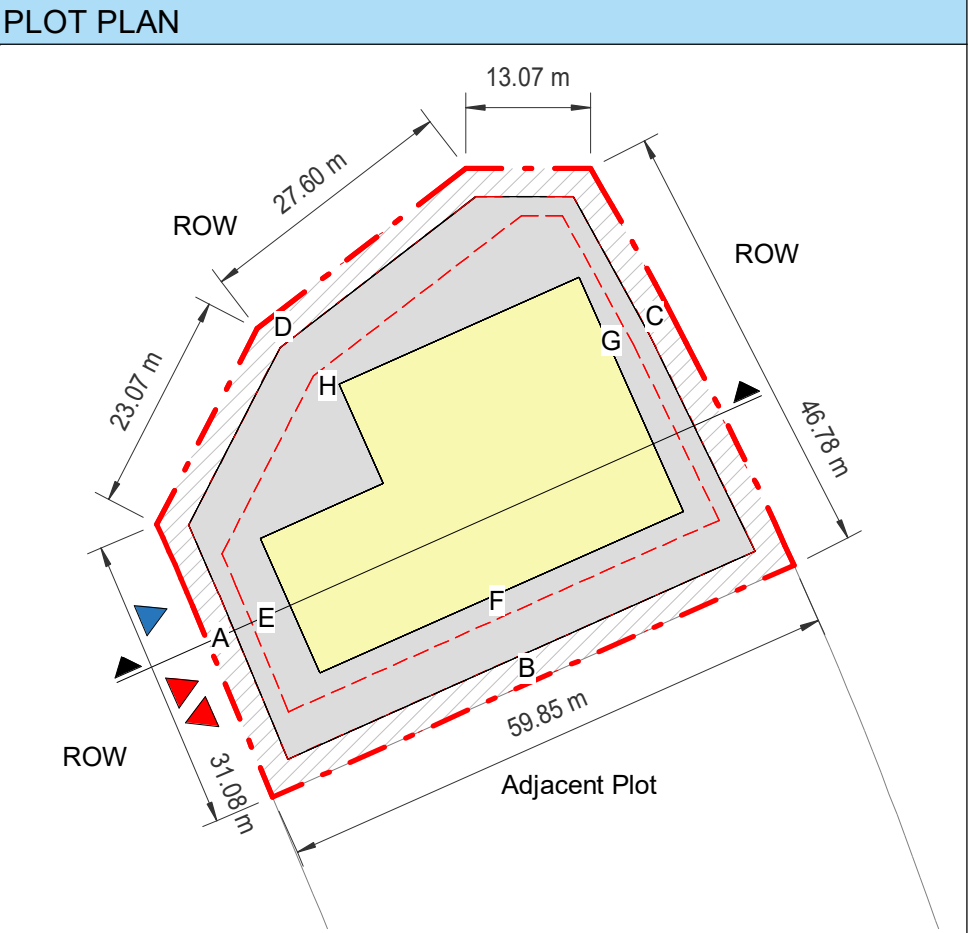 PLOT PLAN
13.07 m
27.60 m
ROW
ROW
D
C
G
23.07 m
H
46.78 m
E
F
A
B
ROW
59.85 m
31.08 m
Adjacent Plot